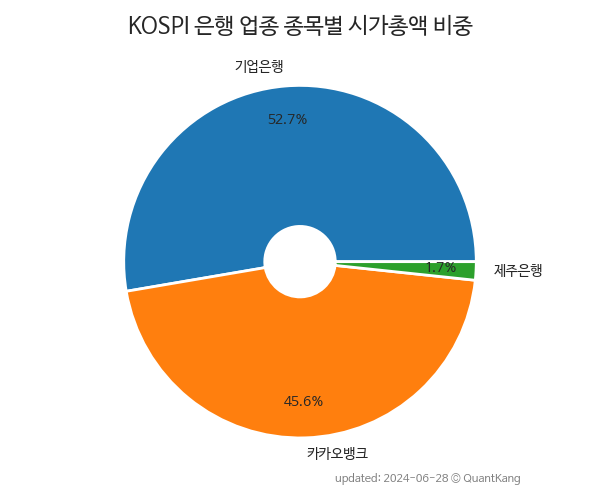 KOSPI 은행 업종 종목별 시가총액 비중
기업은행
52.7%
1.7%
제주은행
45.6%
카카오뱅크
updated: 2024-06-28 © QuantKang